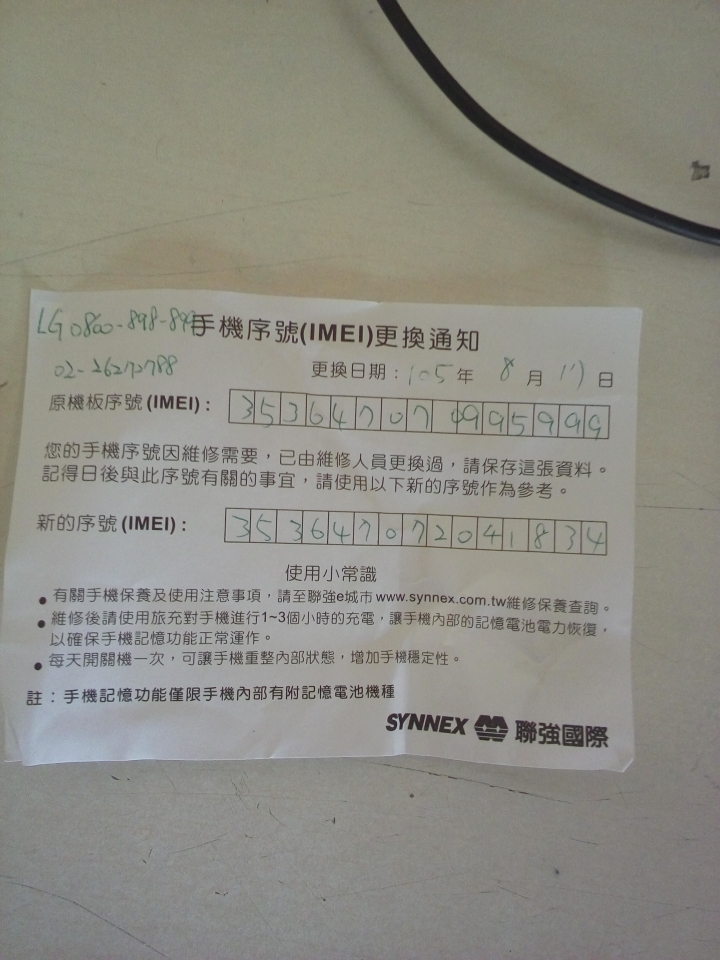 LG 0800-898-899
手機序號(IMEI)更換通知
02-26272788
更換日期：105年 8月 17日
原機板序號(IMEI)：353647074995999
您的手機序號因維修需要，已由維修人員更換過，請保存這張資料。
記得日後與此序號有關的事宜，請使用以下新的序號作為參考。
新的序號(IMEI)：353647072041834
使用小常識
●有關手機保養及使用注意事項，請至聯強e城市www.synnex.com.tw維修保養查詢。
●維修後請使用旅充對手機進行1~3個小時的充電，讓手機內部的記憶電池電力恢復，
以確保手機記憶功能正常運作。
●每天開關機一次，可讓手機重整內部狀態，增加手機穩定性。
註：手機記憶功能僅限手機內部有附記憶電池機種
SYNNEX 聯強國際